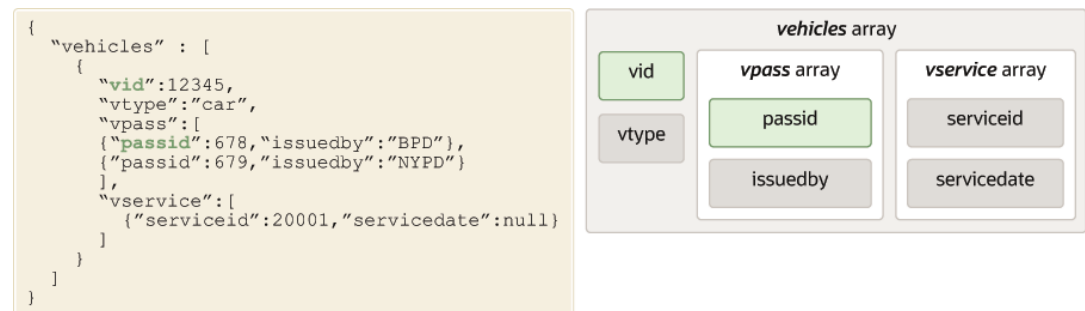 {
“vehicles” : [
{
“vid”:12345,
“vtype”:”car”,
“vpass”:[
{“passid”:678,“issuedby”:”BPD”},
{”passid”:679,”issuedby”:”NYPD”}
],
“vservice”:[
{”serviceid”:20001,”servicedate”:null}
]
}
]
}
vehicles array
vid
vtype
vpass array
passid
issuedby
vservice array
serviceid
servicedate